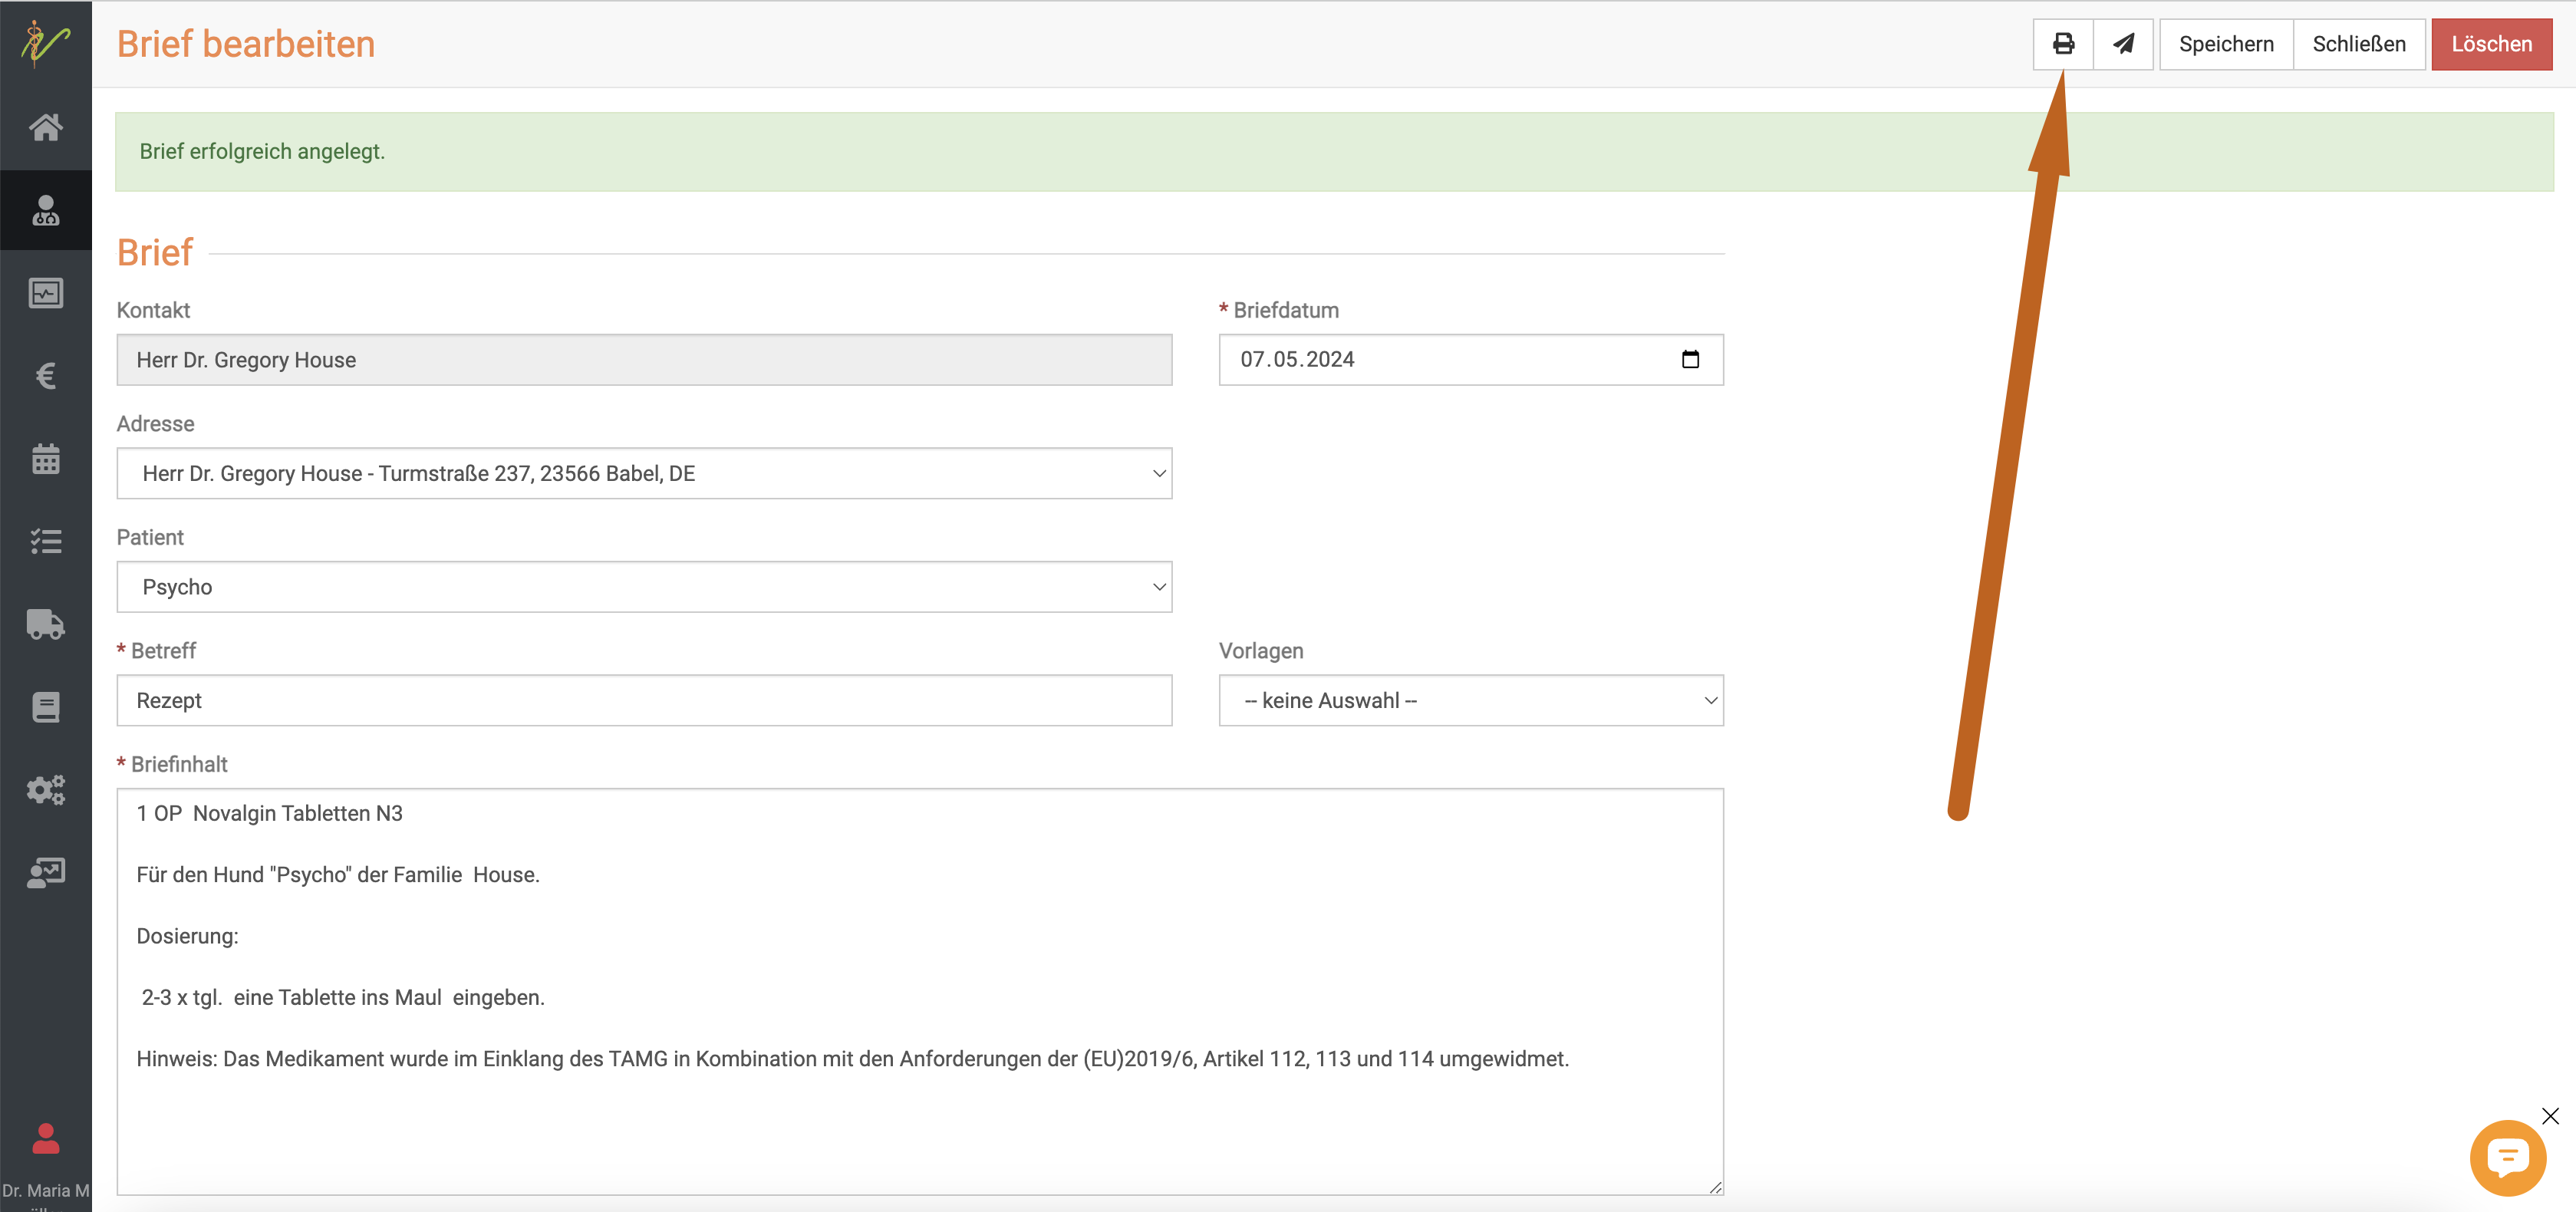 Brief bearbeiten
Speichern
Schließen
Löschen
Brief erfolgreich angelegt.
Brief
Kontakt
* Briefdatum
Herr Dr. Gregory House
07.05.2024
Adresse
Herr Dr. Gregory House - Turmstraße 237, 23566 Babel, DE
Patient
Psycho
* Betreff
Vorlagen
Rezept
-- keine Auswahl --
* Briefinhalt
1 OP  Novalgin Tabletten N3
Für den Hund "Psycho" der Familie  House.
Dosierung:
2-3 x tgl.  eine Tablette ins Maul  eingeben.
Hinweis: Das Medikament wurde im Einklang des TAMG in Kombination mit den Anforderungen der (EU)2019/6, Artikel 112, 113 und 114 umgewidmet.
€
Dr. Maria M